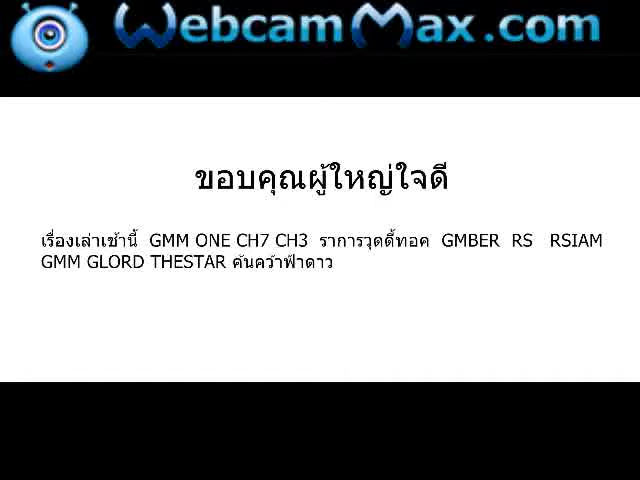 WebcamMax.com
ขอบคุณผู้ใหญ่ใจดี
เรื่องเล่าเช้านี้ GMM ONE CH7 CH3 ราการวุดดี้ทอค GMBER RS RSIAM
GMM GLORD THESTAR ค้นคว้าฟ้าดาว